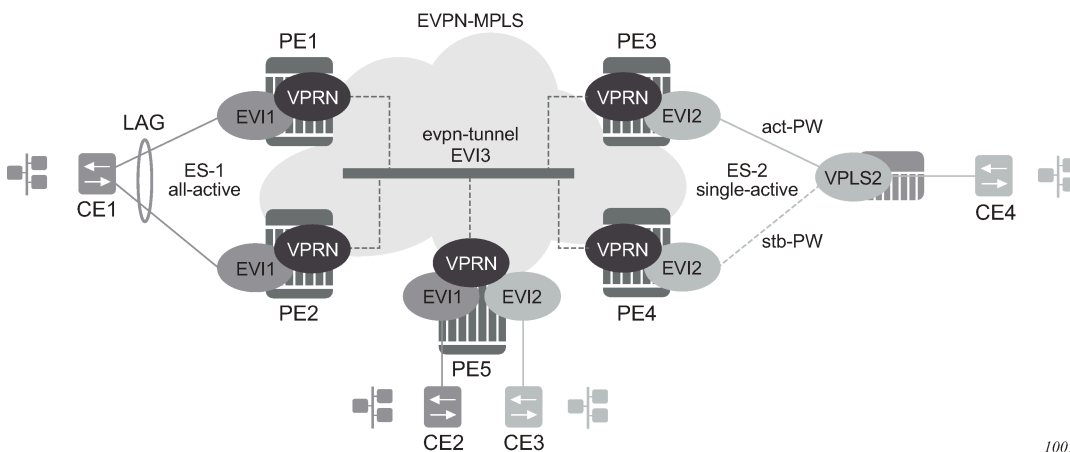 EVPN-MPLS
PE1
PE3
VPRN
VPRN
EVI1
EVI2
LAG
act-PW
evpn-tunnel
EVI3
ES-1
all-active
ES-2
single-active
VPLS2
CE1
CE4
VPRN
VPRN
stb-PW
EVI1
EVI2
VPRN
PE2
PE4
EVI1
EVI2
PE5
CE2
CE3